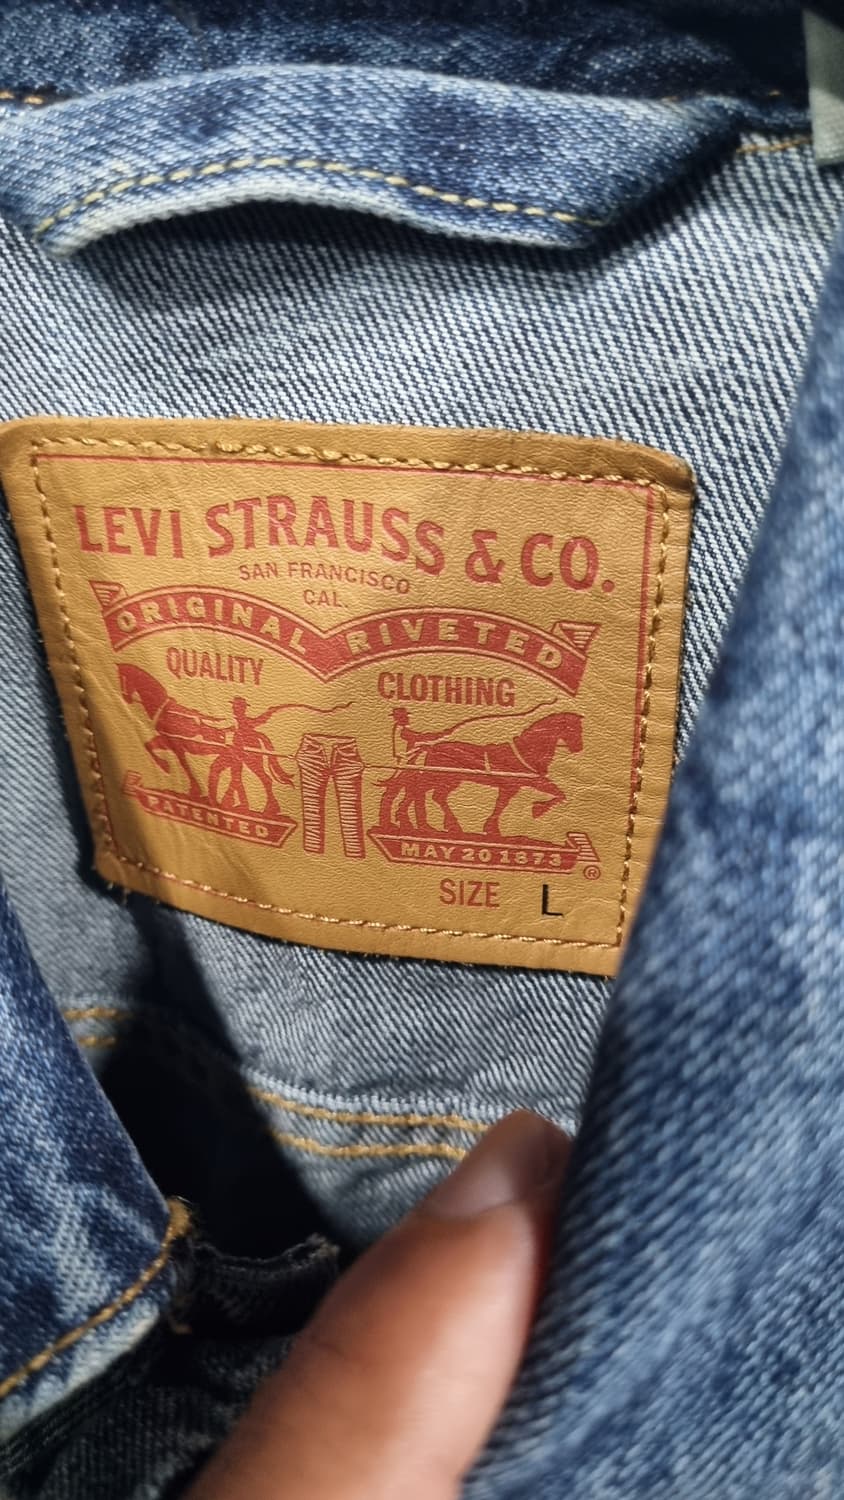 LEVI STRAUSS & CO.
SAN FRANCISCO
CAL.
ORIGINAL RIVETED
QUALITY CLOTHING
PATENTED MAY 20 1873
®
SIZE L